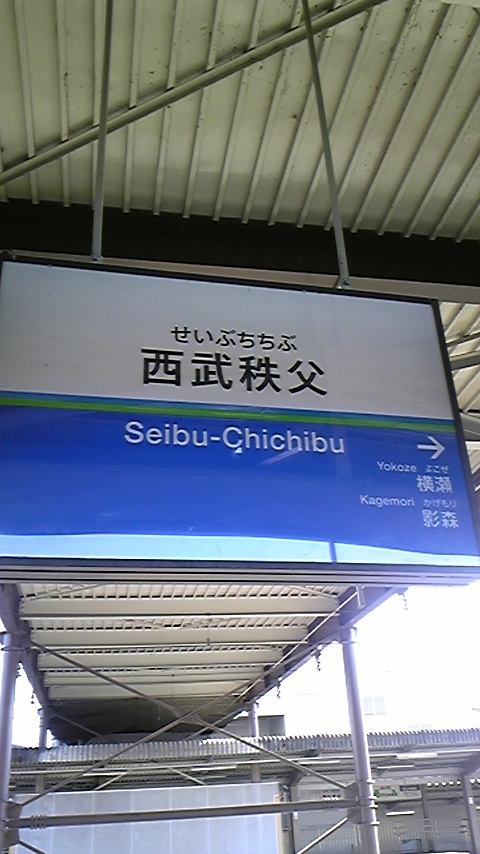 せいぶちちぶ
西武秩父
Seibu-Chichibu
→
Yokoze よこぜ
横瀬
Kagemori かげもり
影森